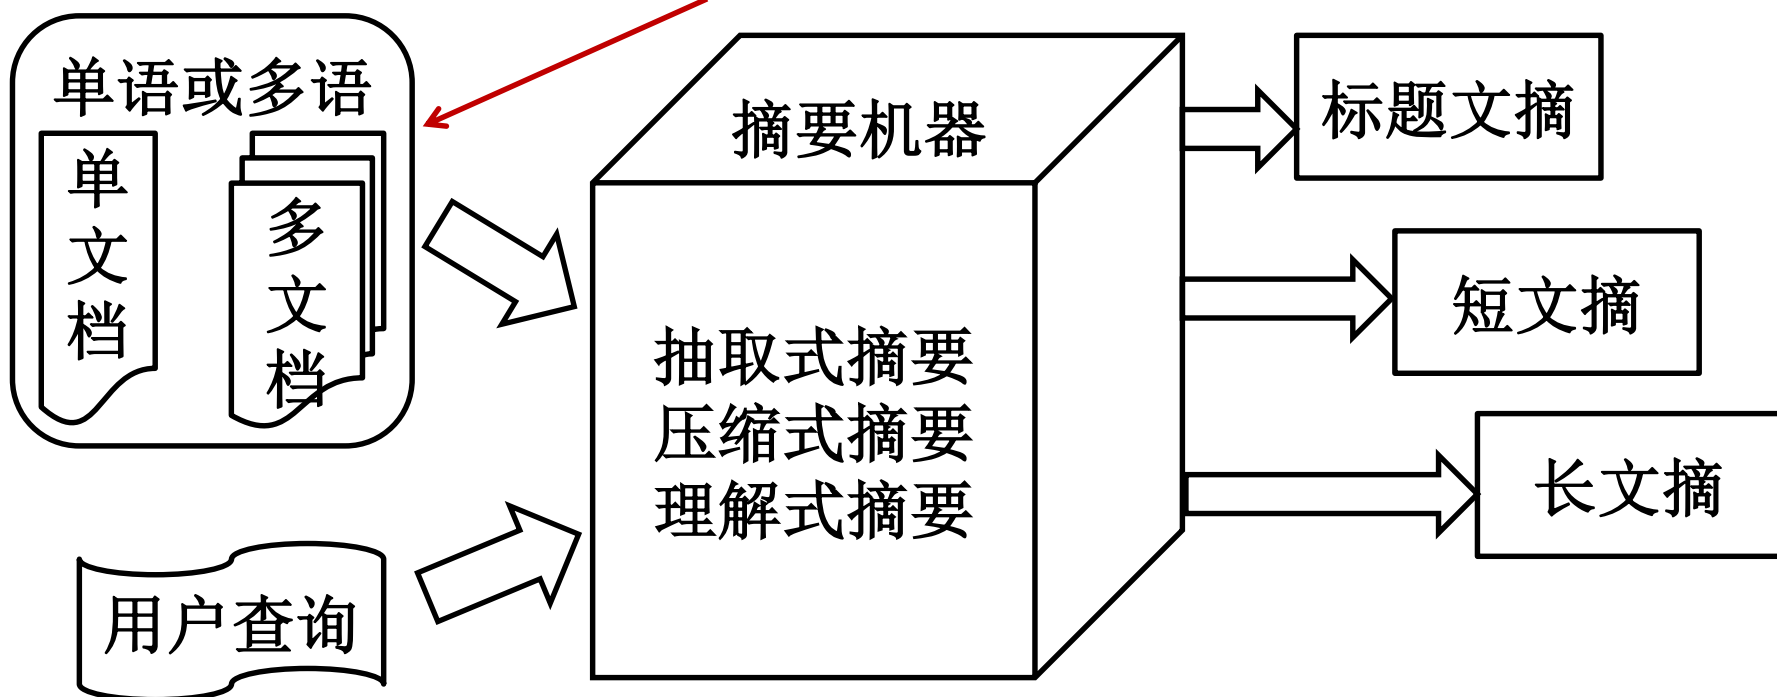 单语或多语
单文档
多文档
用户查询
摘要机器
抽取式摘要
压缩式摘要
理解式摘要
标题文摘
短文摘
长文摘